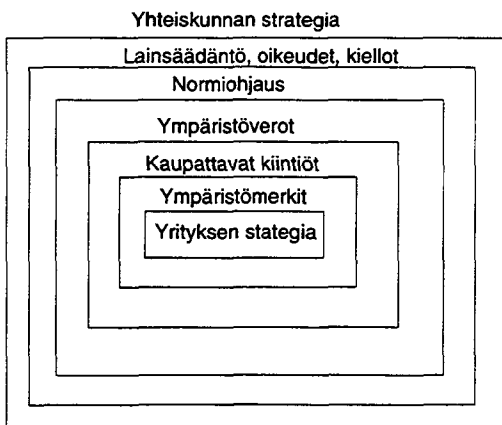 Yhteiskunnan strategia
Lainsäädäntö, oikeudet, kiellot
Normiohjaus
Ympäristöverot
Kaupattavat kiintiöt
Ympäristömerkit
Yrityksen stategia